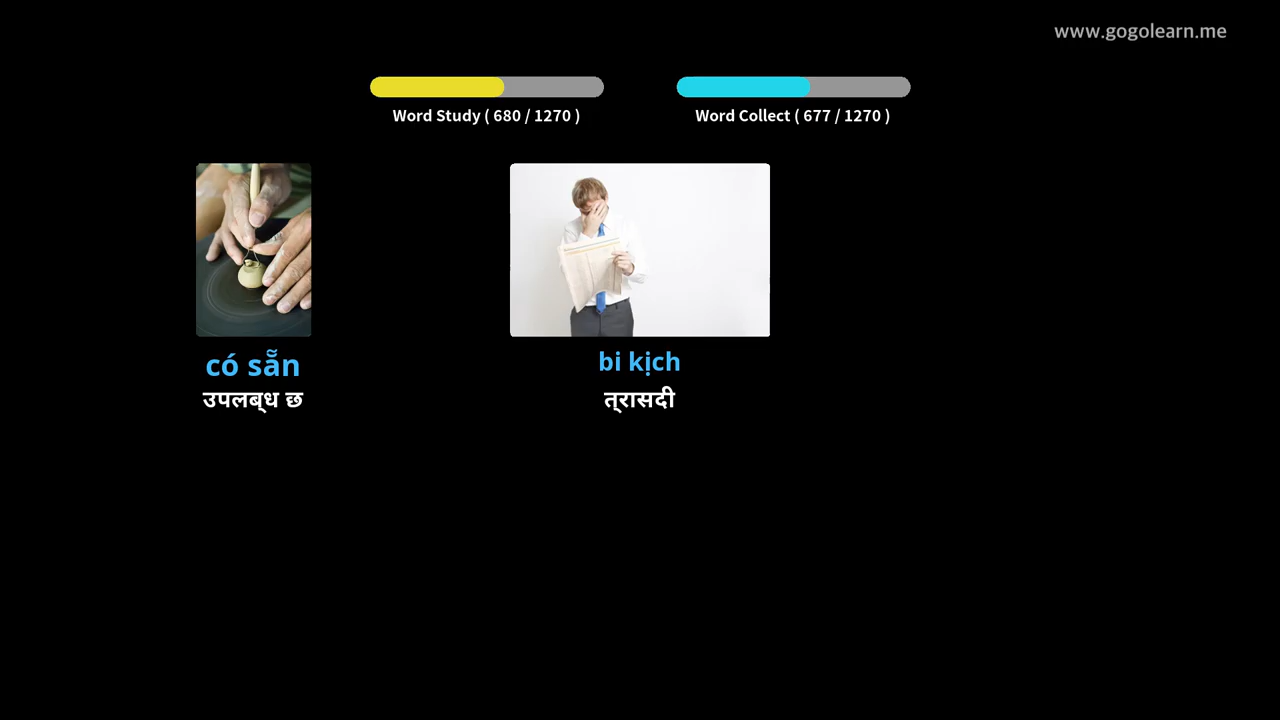 www.gogolearn.me
Word Study ( 680 / 1270 )
Word Collect ( 677 / 1270 )
có sẵn
उपलब्ध छ
bi kịch
त्रासदी